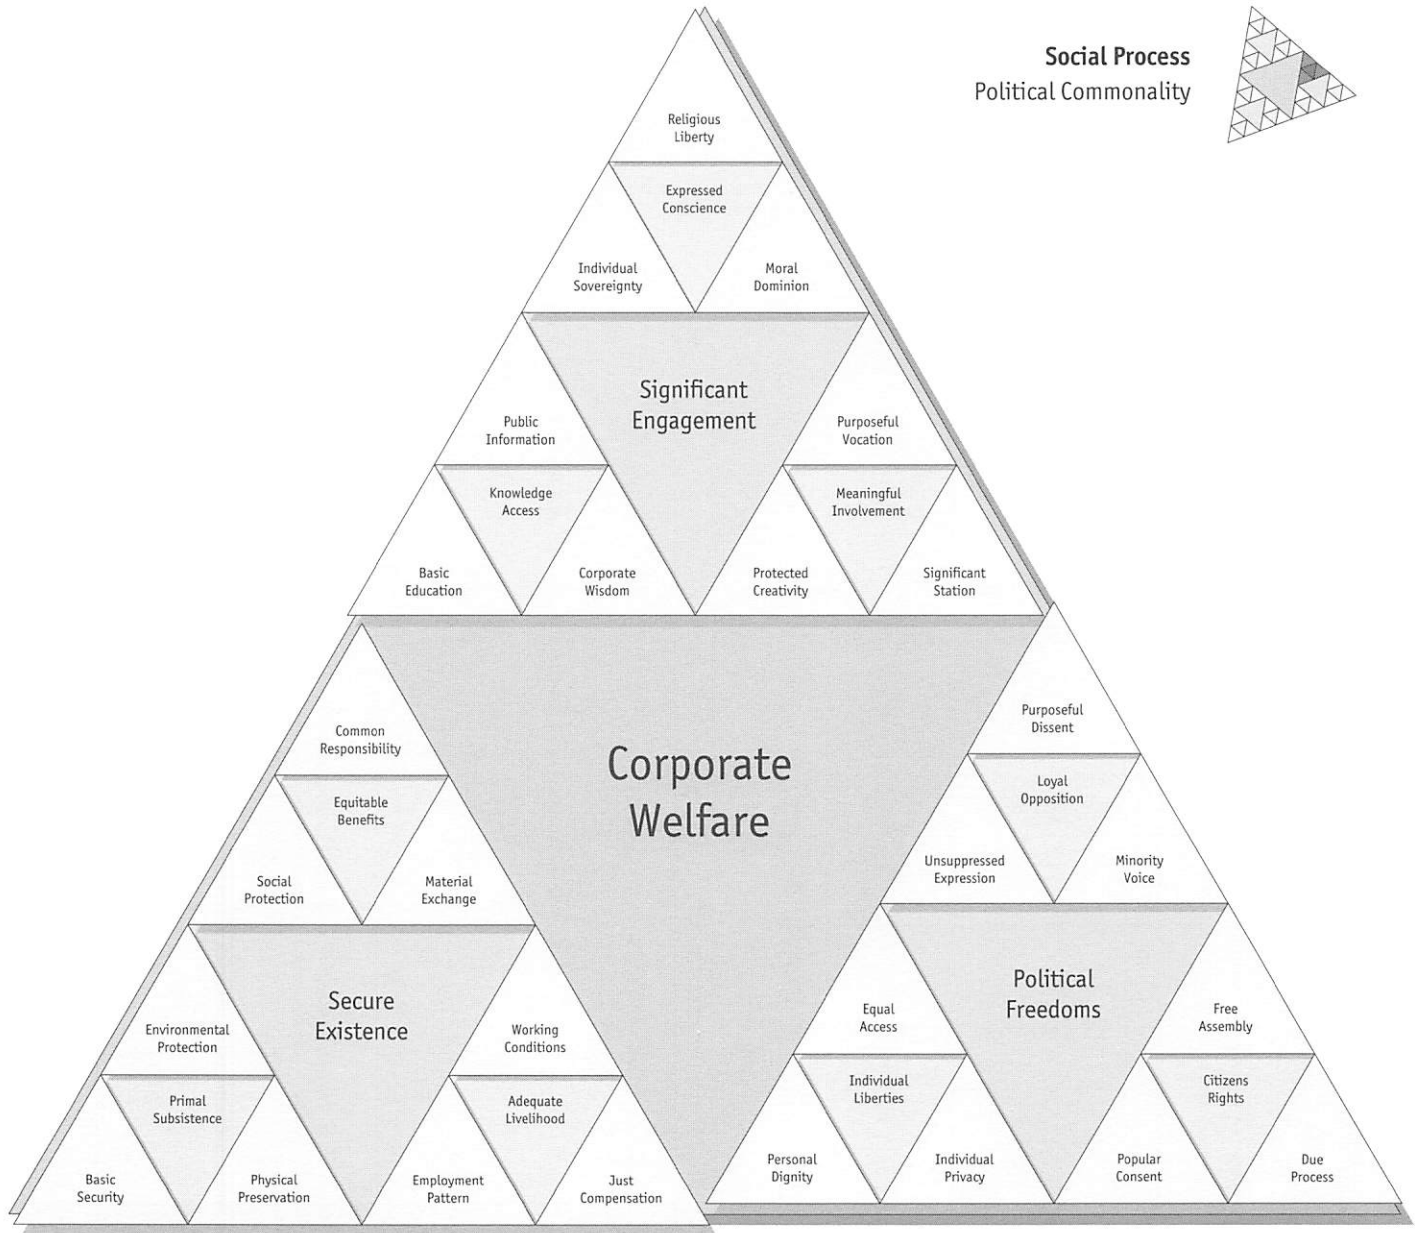 Social Process
Political Commonality
Religious
Liberty
Expressed
Conscience
Individual
Sovereignty
Moral
Dominion
Significant
Engagement
Public
Information
Purposeful
Vocation
Knowledge
Access
Meaningful
Involvement
Basic
Education
Corporate
Wisdom
Protected
Creativity
Significant
Station
Corporate
Welfare
Common
Responsibility
Equitable
Benefits
Social
Protection
Material
Exchange
Secure
Existence
Environmental
Protection
Working
Conditions
Primal
Subsistence
Adequate
Livelihood
Basic
Security
Physical
Preservation
Employment
Pattern
Just
Compensation
Purposeful
Dissent
Loyal
Opposition
Unsuppressed
Expression
Minority
Voice
Political
Freedoms
Equal
Access
Free
Assembly
Individual
Liberties
Citizens
Rights
Personal
Dignity
Individual
Privacy
Popular
Consent
Due
Process